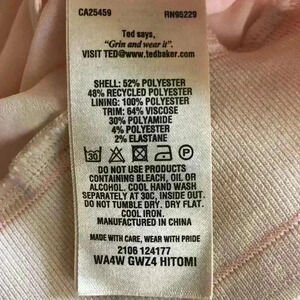 CA25459 RN95229
Ted says,
"Grin and wear it".
VISIT TED@www.tedbaker.com
SHELL: 52% POLYESTER
48% RECYCLED POLYESTER
LINING: 100% POLYESTER
TRIM: 64% VISCOSE
30% POLYAMIDE
4% POLYESTER
2% ELASTANE
30
DO NOT USE PRODUCTS
CONTAINING BLEACH, OIL OR
ALCOHOL. COOL HAND WASH
SEPARATELY AT 30C, INSIDE OUT.
DO NOT TUMBLE DRY. DRY FLAT.
COOL IRON.
MANUFACTURED IN CHINA
MADE WITH CARE, WEAR WITH PRIDE
2106 124177
WA4W GWZ4 HITOMI